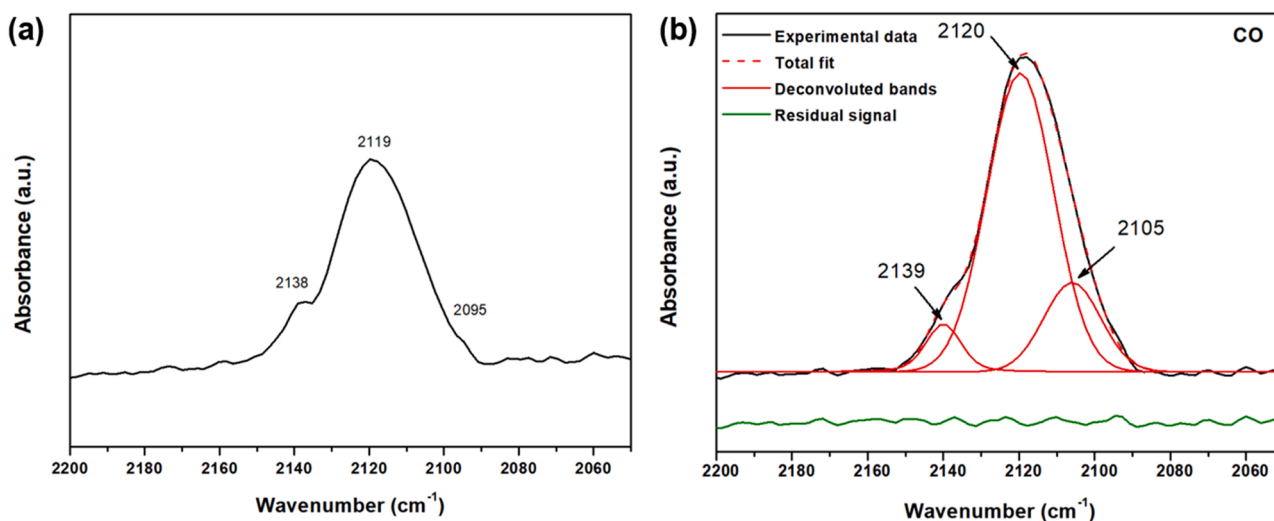 (a)
2138
2119
2095
Absorbance (a.u.)
2200 2180 2160 2140 2120 2100 2080 2060
Wavenumber (cm⁻¹)
(b)
Experimental data
Total fit
Deconvoluted bands
Residual signal
CO
2120
2139
2105
Absorbance (a.u.)
2200 2180 2160 2140 2120 2100 2080 2060
Wavenumber (cm⁻¹)